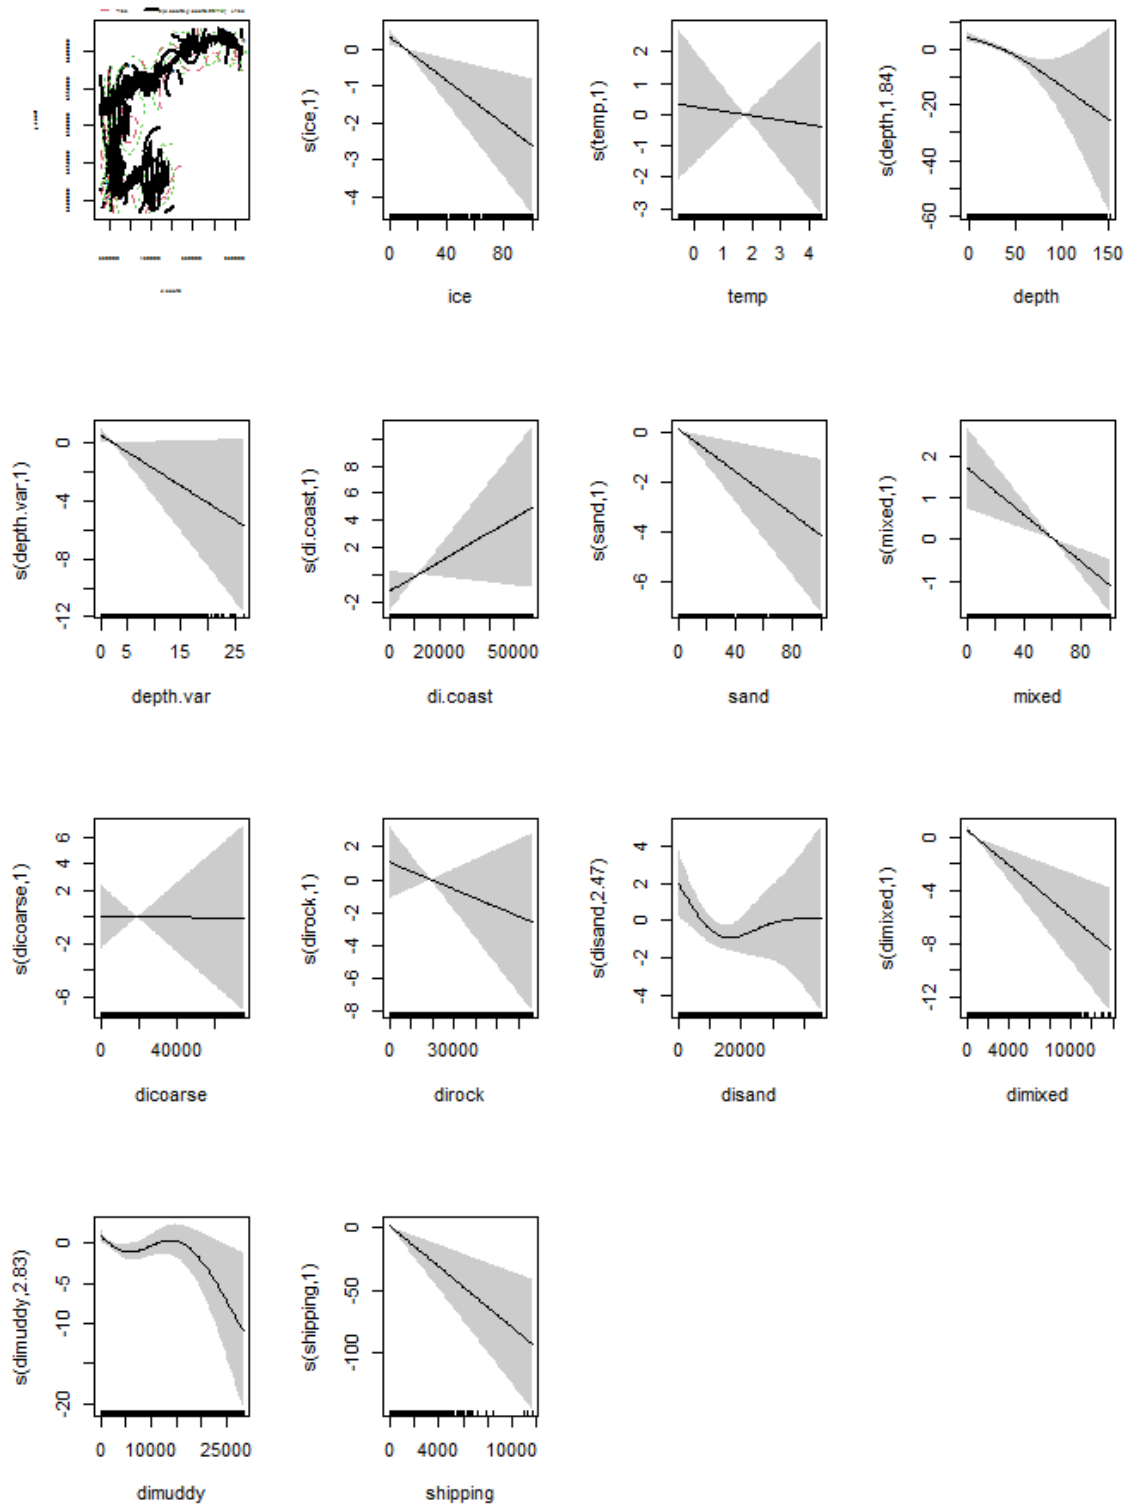 s(ice,1)
0
-1
-2
-3
-4
0 40 80
ice
s(temp,1)
2
1
0
-1
-2
-3
0 1 2 3 4
temp
s(depth,1.84)
0
-20
-40
-60
0 50 100 150
depth
s(depth.var,1)
0
-4
-8
-12
0 5 15 25
depth.var
s(di.coast,1)
8
6
4
2
-2
0 20000 50000
di.coast
s(sand,1)
0
-2
-4
-6
0 40 80
sand
s(mixed,1)
2
1
0
-1
0 40 80
mixed
s(dicoarse,1)
6
4
2
-2
-6
0 40000
dicoarse
s(dirock,1)
2
0
-2
-4
-6
-8
0 30000
dirock
s(disand,2.47)
4
2
0
-2
-4
0 20000
disand
s(dimixed,1)
0
-4
-8
-12
0 4000 10000
dimixed
s(dimuddy,2.83)
0
-5
-10
-20
0 10000 25000
dimuddy
s(shipping,1)
0
-50
-100
0 4000 10000
shipping